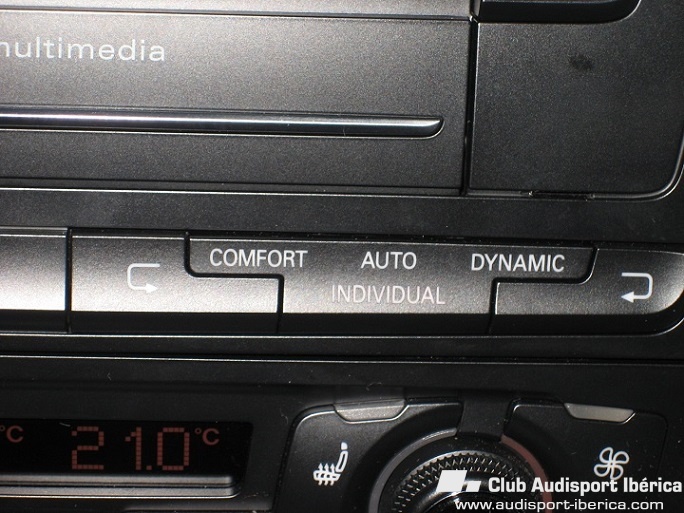 multimedia
COMFORT AUTO DYNAMIC
INDIVIDUAL
°C 21.0 °C
Club Audisport Ibérica
www.audisport-iberica.com